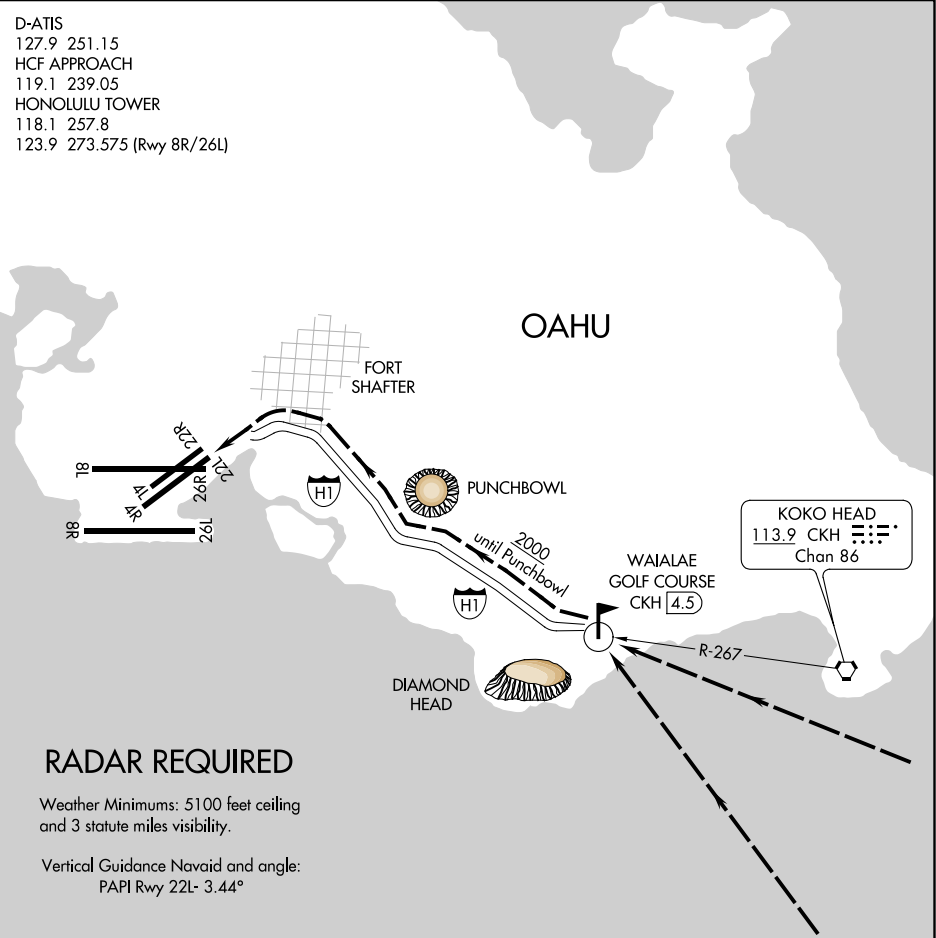 D-ATIS
127.9 251.15
HCF APPROACH
119.1 239.05
HONOLULU TOWER
118.1 257.8
123.9 273.575 (Rwy 8R/26L)
OAHU
FORT
SHAFTER
22R
22L
8L
4L
4R
26R
8R
26L
H1
PUNCHBOWL
2000
until Punchbowl
H1
KOKO HEAD
113.9 CKH
Chan 86
WAIALAE
GOLF COURSE
CKH 4.5
R-267
DIAMOND
HEAD
RADAR REQUIRED
Weather Minimums: 5100 feet ceiling
and 3 statute miles visibility.
Vertical Guidance Navaid and angle:
PAPI Rwy 22L- 3.44°